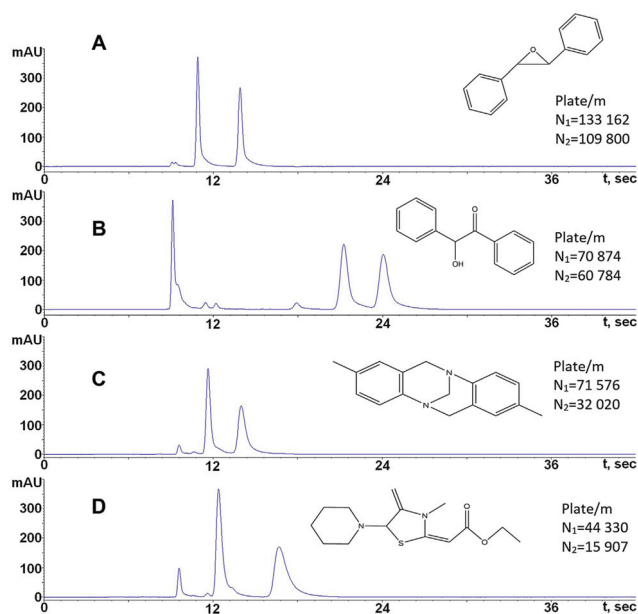 A
mAU
300
200
100
0
0
12
24
36
t, sec
O
Plate/m
N1=133 162
N2=109 800
B
mAU
300
200
100
0
0
12
24
36
t, sec
O
OH
Plate/m
N1=70 874
N2=60 784
C
mAU
300
200
100
0
0
12
24
36
t, sec
N
N
Plate/m
N1=71 576
N2=32 020
D
mAU
300
200
100
0
0
12
24
36
t, sec
N
N
S
O
O
Plate/m
N1=44 330
N2=15 907